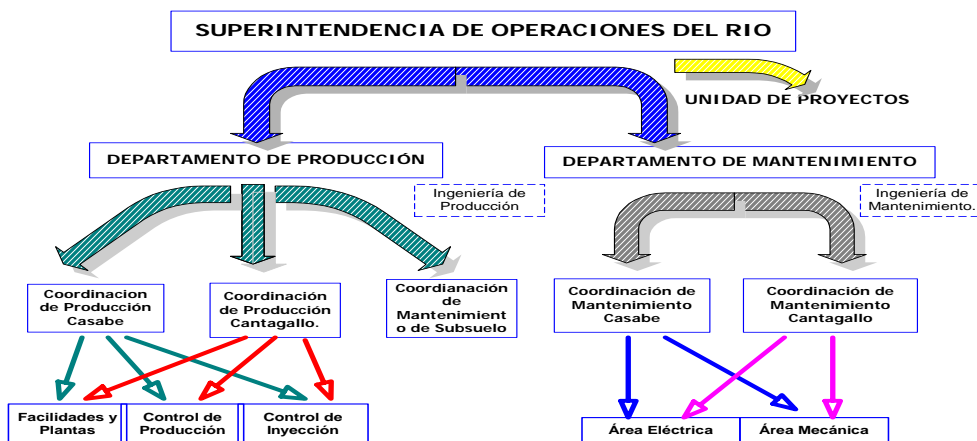 SUPERINTENDENCIA DE OPERACIONES DEL RIO
UNIDAD DE PROYECTOS
DEPARTAMENTO DE PRODUCCIÓN
DEPARTAMENTO DE MANTENIMIENTO
Ingeniería de
Producción
Ingeniería de
Mantenimiento.
Coordinacion
de Producción
Casabe
Coordinación
de Producción
Cantagallo.
Coordianación
de
Mantenimient
o de Subsuelo
Coordinación de
Mantenimiento
Casabe
Coordinación de
Mantenimiento
Cantagallo
Facilidades y
Plantas
Control de
Producción
Control de
Inyección
Área Eléctrica
Área Mecánica